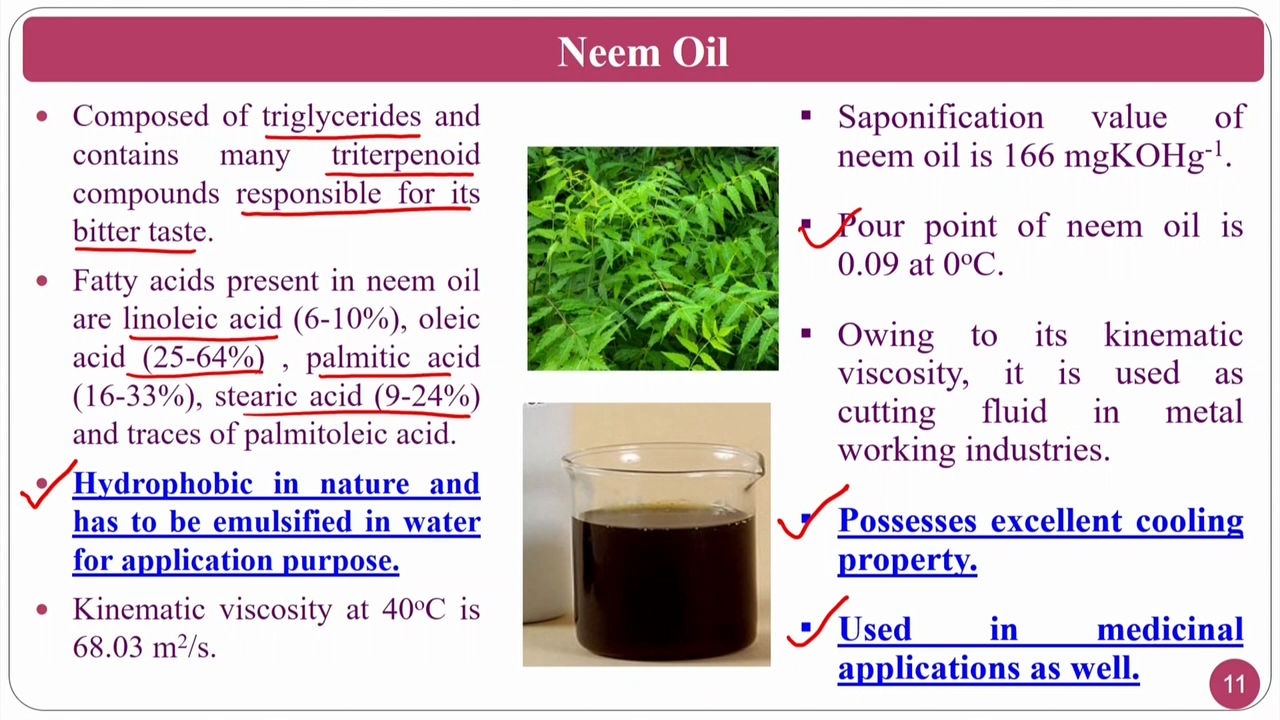 Neem Oil
Composed of triglycerides and
contains many triterpenoid
compounds responsible for its
bitter taste.
Fatty acids present in neem oil
are linoleic acid (6-10%), oleic
acid (25-64%) , palmitic acid
(16-33%), stearic acid (9-24%)
and traces of palmitoleic acid.
Hydrophobic in nature and
has to be emulsified in water
for application purpose.
Kinematic viscosity at 40°C is
68.03 m²/s.
Saponification value of
neem oil is 166 mgKOHg⁻¹.
Pour point of neem oil is
0.09 at 0°C.
Owing to its kinematic
viscosity, it is used as
cutting fluid in metal
working industries.
Possesses excellent cooling
property.
Used in medicinal
applications as well.
11